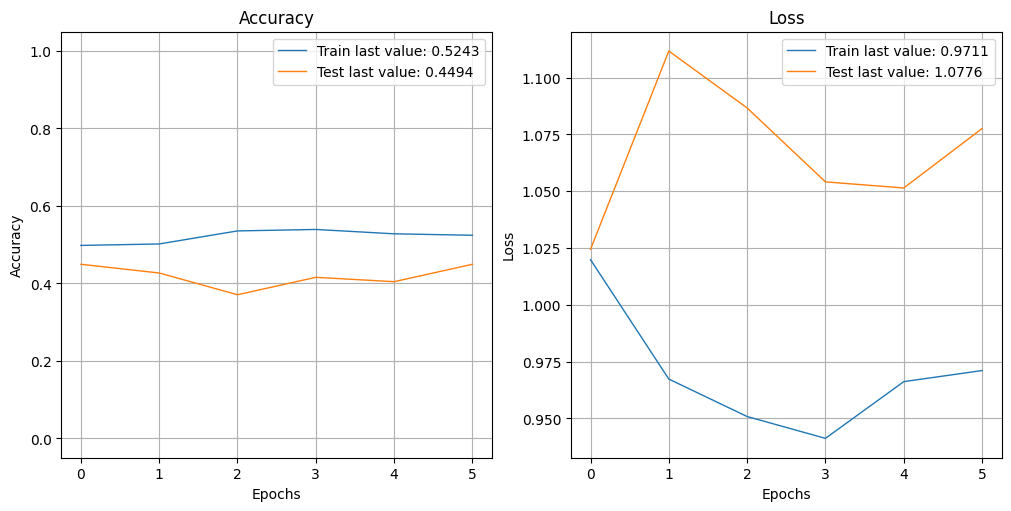 Accuracy
Train last value: 0.5243
Test last value: 0.4494
1.0
0.8
0.6
0.4
0.2
0.0
Accuracy
0 1 2 3 4 5
Epochs
Loss
Train last value: 0.9711
Test last value: 1.0776
1.100
1.075
1.050
1.025
1.000
0.975
0.950
Loss
0 1 2 3 4 5
Epochs